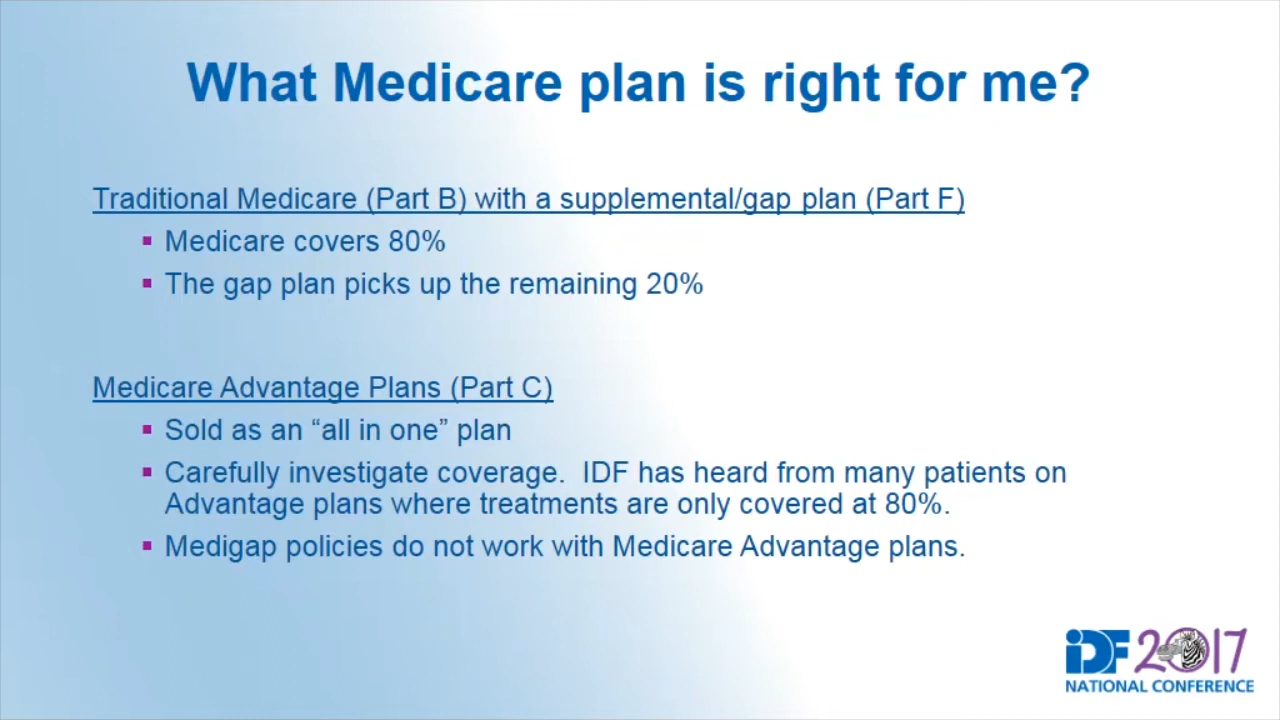 What Medicare plan is right for me?
Traditional Medicare (Part B) with a supplemental/gap plan (Part F)
▪ Medicare covers 80%
▪ The gap plan picks up the remaining 20%
Medicare Advantage Plans (Part C)
▪ Sold as an “all in one” plan
▪ Carefully investigate coverage.  IDF has heard from many patients on
Advantage plans where treatments are only covered at 80%.
▪ Medigap policies do not work with Medicare Advantage plans.
iDF 2017
NATIONAL CONFERENCE